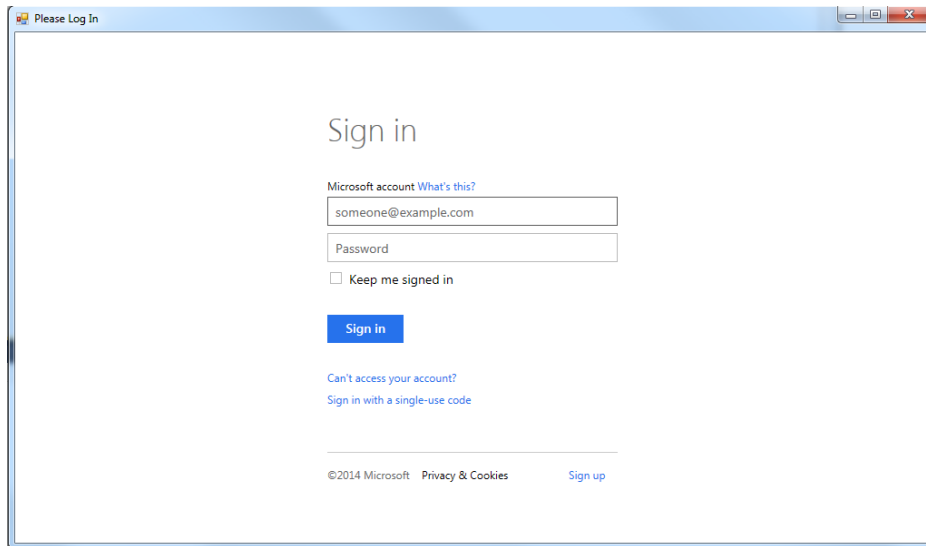 Please Log In
Sign in
Microsoft account What's this?
someone@example.com
Password
Keep me signed in
Sign in
Can't access your account?
Sign in with a single-use code
©2014 Microsoft Privacy & Cookies Sign up